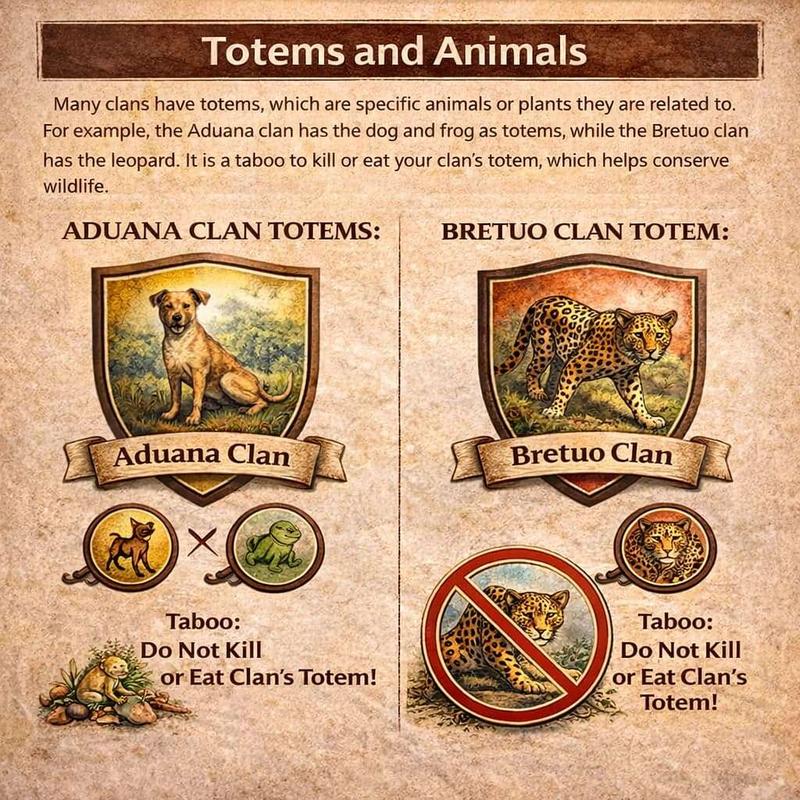 Totems and Animals
Many clans have totems, which are specific animals or plants they are related to.
For example, the Aduana clan has the dog and frog as totems, while the Bretuo clan
has the leopard. It is a taboo to kill or eat your clan's totem, which helps conserve
wildlife.
ADUANA CLAN TOTEMS:
Aduana Clan
Taboo:
Do Not Kill
or Eat Clan's Totem!
BRETUO CLAN TOTEM:
Bretuo Clan
Taboo:
Do Not Kill
or Eat Clan's
Totem!